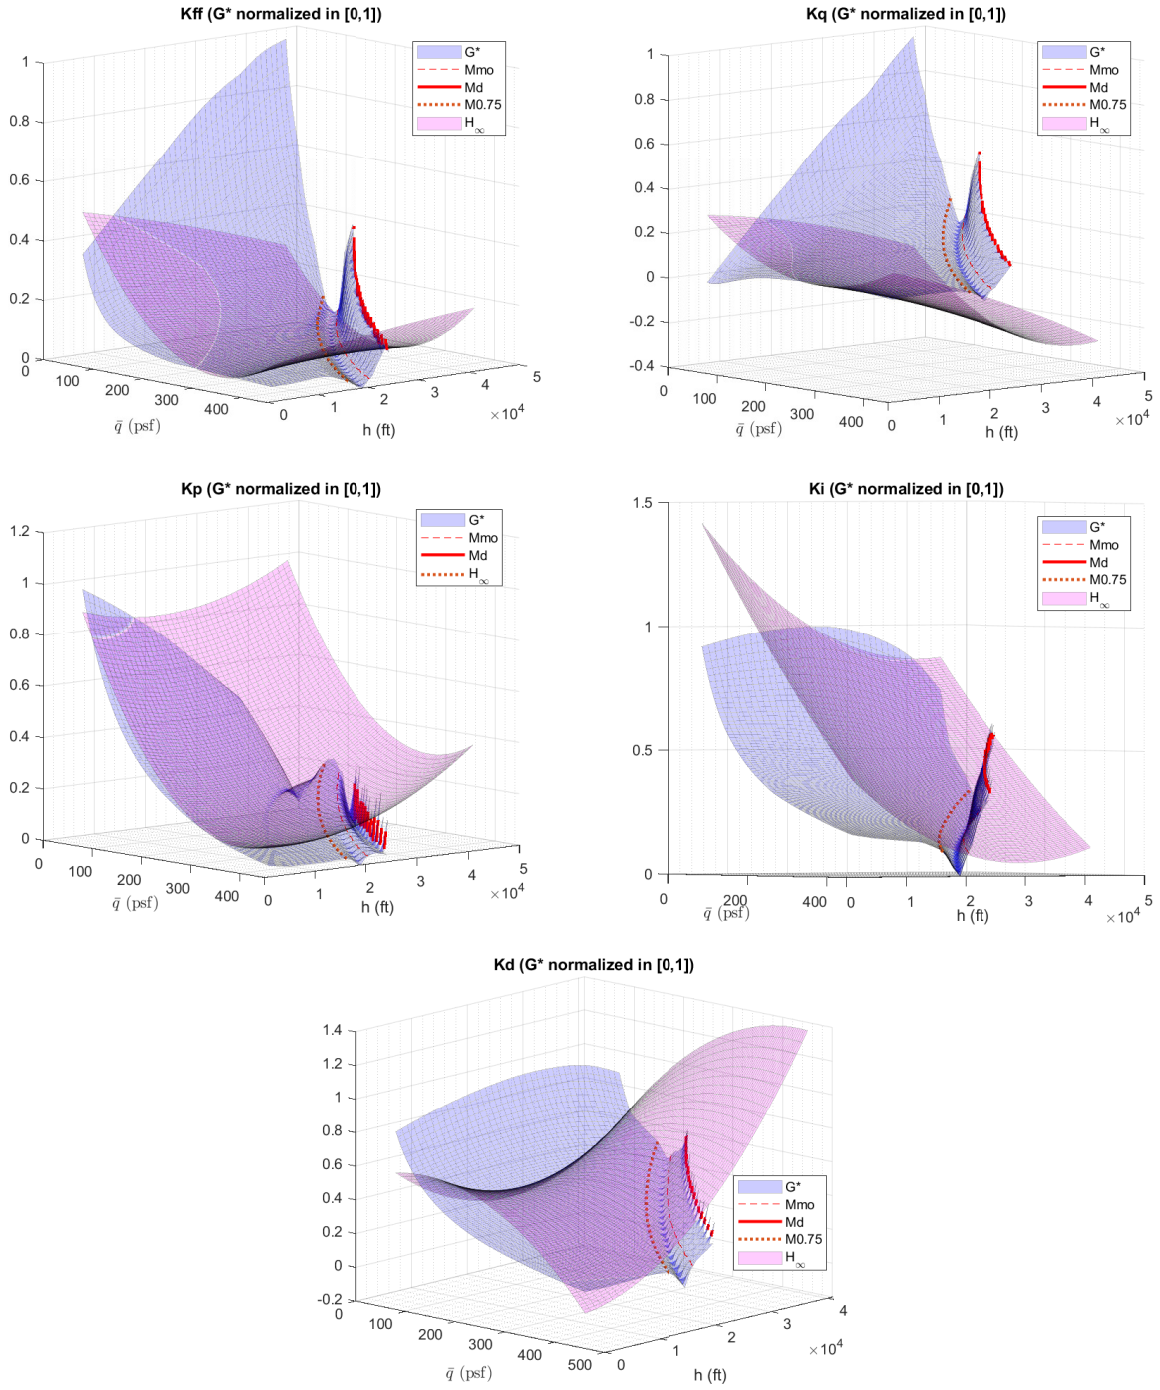 Kff (G* normalized in [0,1])
1
0.8
0.6
0.4
0.2
0
0
100
200
300
400
q̄ (psf)
0
1
2
3
4
5
×10⁴
h (ft)
G*
Mmo
Md
M0.75
H∞
Kq (G* normalized in [0,1])
1
0.8
0.6
0.4
0.2
0
-0.2
-0.4
0
100
200
300
400
q̄ (psf)
0
1
2
3
4
5
×10⁴
h (ft)
G*
Mmo
Md
M0.75
H∞
Kp (G* normalized in [0,1])
1.2
1
0.8
0.6
0.4
0.2
0
0
100
200
300
400
q̄ (psf)
0
1
2
3
4
5
×10⁴
h (ft)
G*
Mmo
Md
H∞
Ki (G* normalized in [0,1])
1.5
1
0.5
0
0
200
400
q̄ (psf)
0
1
2
3
4
5
×10⁴
h (ft)
G*
Mmo
Md
M0.75
H∞
Kd (G* normalized in [0,1])
1.4
1.2
1
0.8
0.6
0.4
0.2
0
-0.2
0
100
200
300
400
500
q̄ (psf)
0
1
2
3
4
×10⁴
h (ft)
G*
Mmo
Md
M0.75
H∞